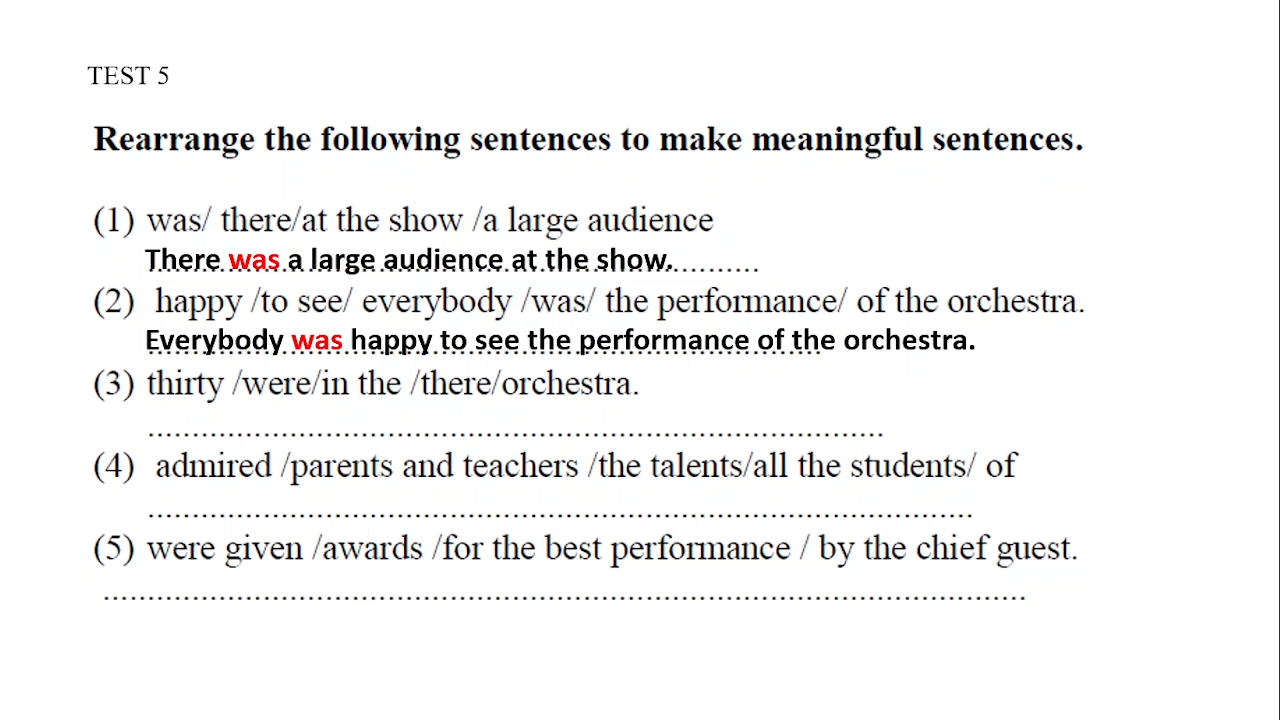 TEST 5
Rearrange the following sentences to make meaningful sentences.
(1) was/ there/at the show /a large audience
There was a large audience at the show.
(2) happy /to see/ everybody /was/ the performance/ of the orchestra.
Everybody was happy to see the performance of the orchestra.
(3) thirty /were/in the /there/orchestra.
................................................................................
(4) admired /parents and teachers /the talents/all the students/ of
..........................................................................................
(5) were given /awards /for the best performance / by the chief guest.
....................................................................................................